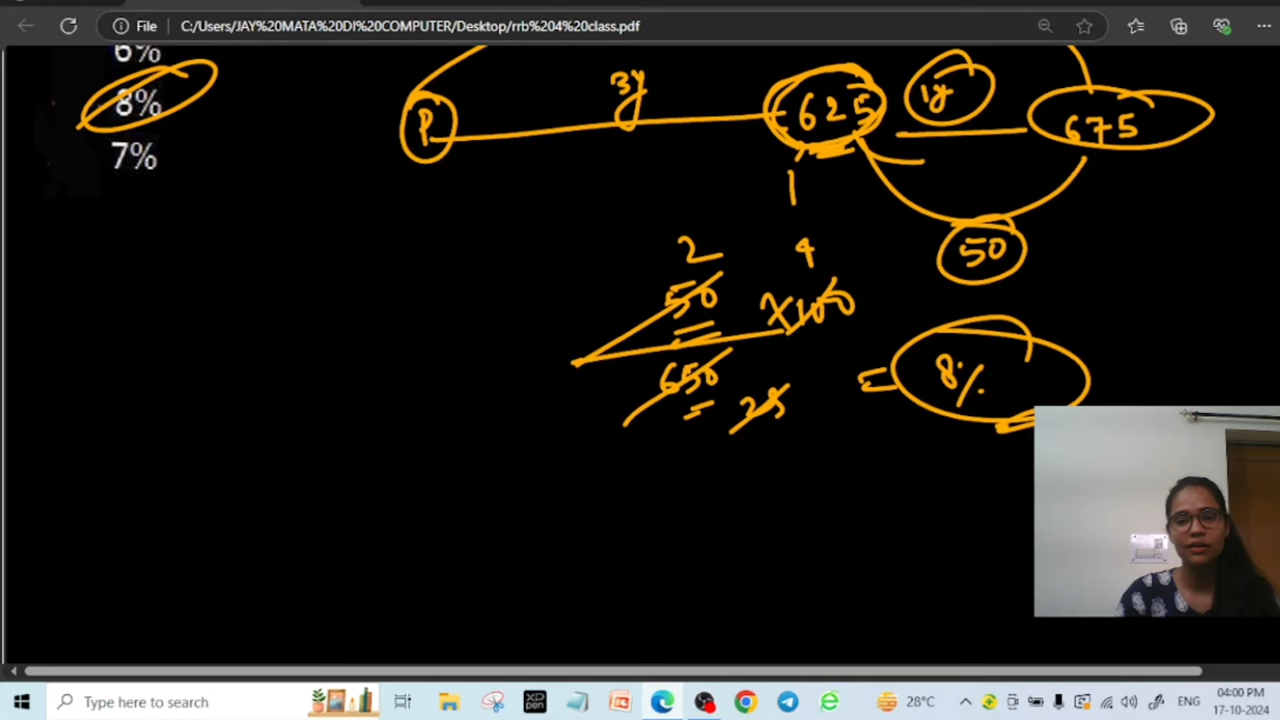 File C:/Users/JAY%20MATA%20DI%20COMPUTER/Desktop/rrb%204%20class.pdf
6%
8%
7%
P 3y 625 1y 675
1
50
2 4
50 ×100
650 25
= 8%
Type here to search
28°C
ENG
04:00 PM
17-10-2024